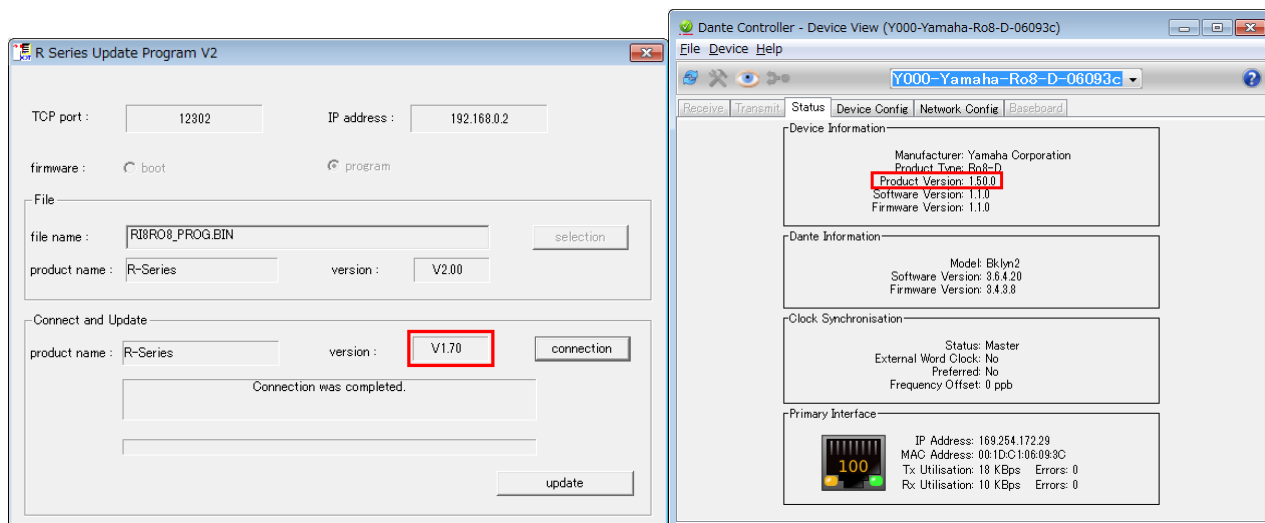 R Series Update Program V2
TCP port : 12302 IP address : 192.168.0.2
firmware : boot program
File
file name : RI8RO8_PROG.BIN selection
product name : R-Series version : V2.00
Connect and Update
product name : R-Series version : V1.70 connection
Connection was completed.
update
Dante Controller - Device View (Y000-Yamaha-Ro8-D-06093c)
File Device Help
Y000-Yamaha-Ro8-D-06093c
Receive Transmit Status Device Config Network Config Baseboard
Device Information
Manufacturer: Yamaha Corporation
Product Type: Ro8-D
Product Version: 1.50.0
Software Version: 1.1.0
Firmware Version: 1.1.0
Dante Information
Model: Bklyn2
Software Version: 3.6.4.20
Firmware Version: 3.4.3.8
Clock Synchronisation
Status: Master
External Word Clock: No
Preferred: No
Frequency Offset: 0 ppb
Primary Interface
100
IP Address: 169.254.172.29
MAC Address: 00:1D:C1:06:09:3C
Tx Utilisation: 18 KBps Errors: 0
Rx Utilisation: 10 KBps Errors: 0